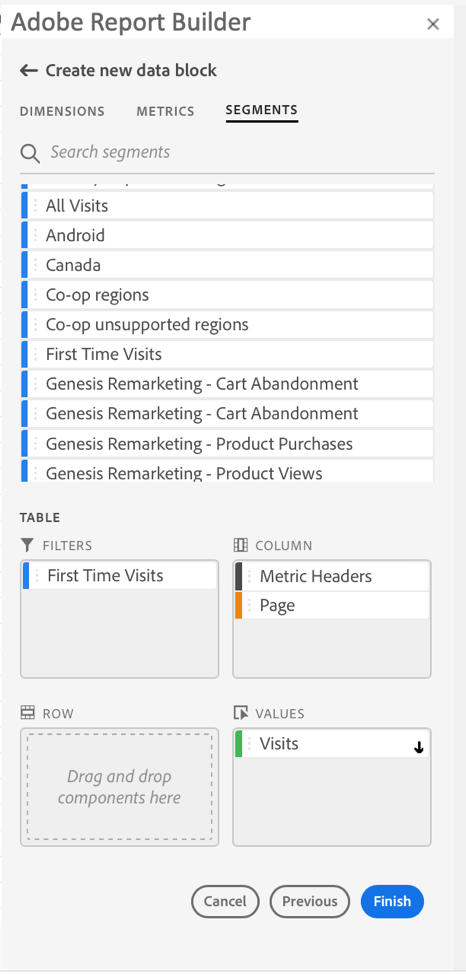 Adobe Report Builder
Create new data block
DIMENSIONS METRICS SEGMENTS
Search segments
All Visits
Android
Canada
Co-op regions
Co-op unsupported regions
First Time Visits
Genesis Remarketing - Cart Abandonment
Genesis Remarketing - Cart Abandonment
Genesis Remarketing - Product Purchases
Genesis Remarketing - Product Views
TABLE
FILTERS
First Time Visits
COLUMN
Metric Headers
Page
ROW
Drag and drop
components here
VALUES
Visits
Cancel Previous Finish